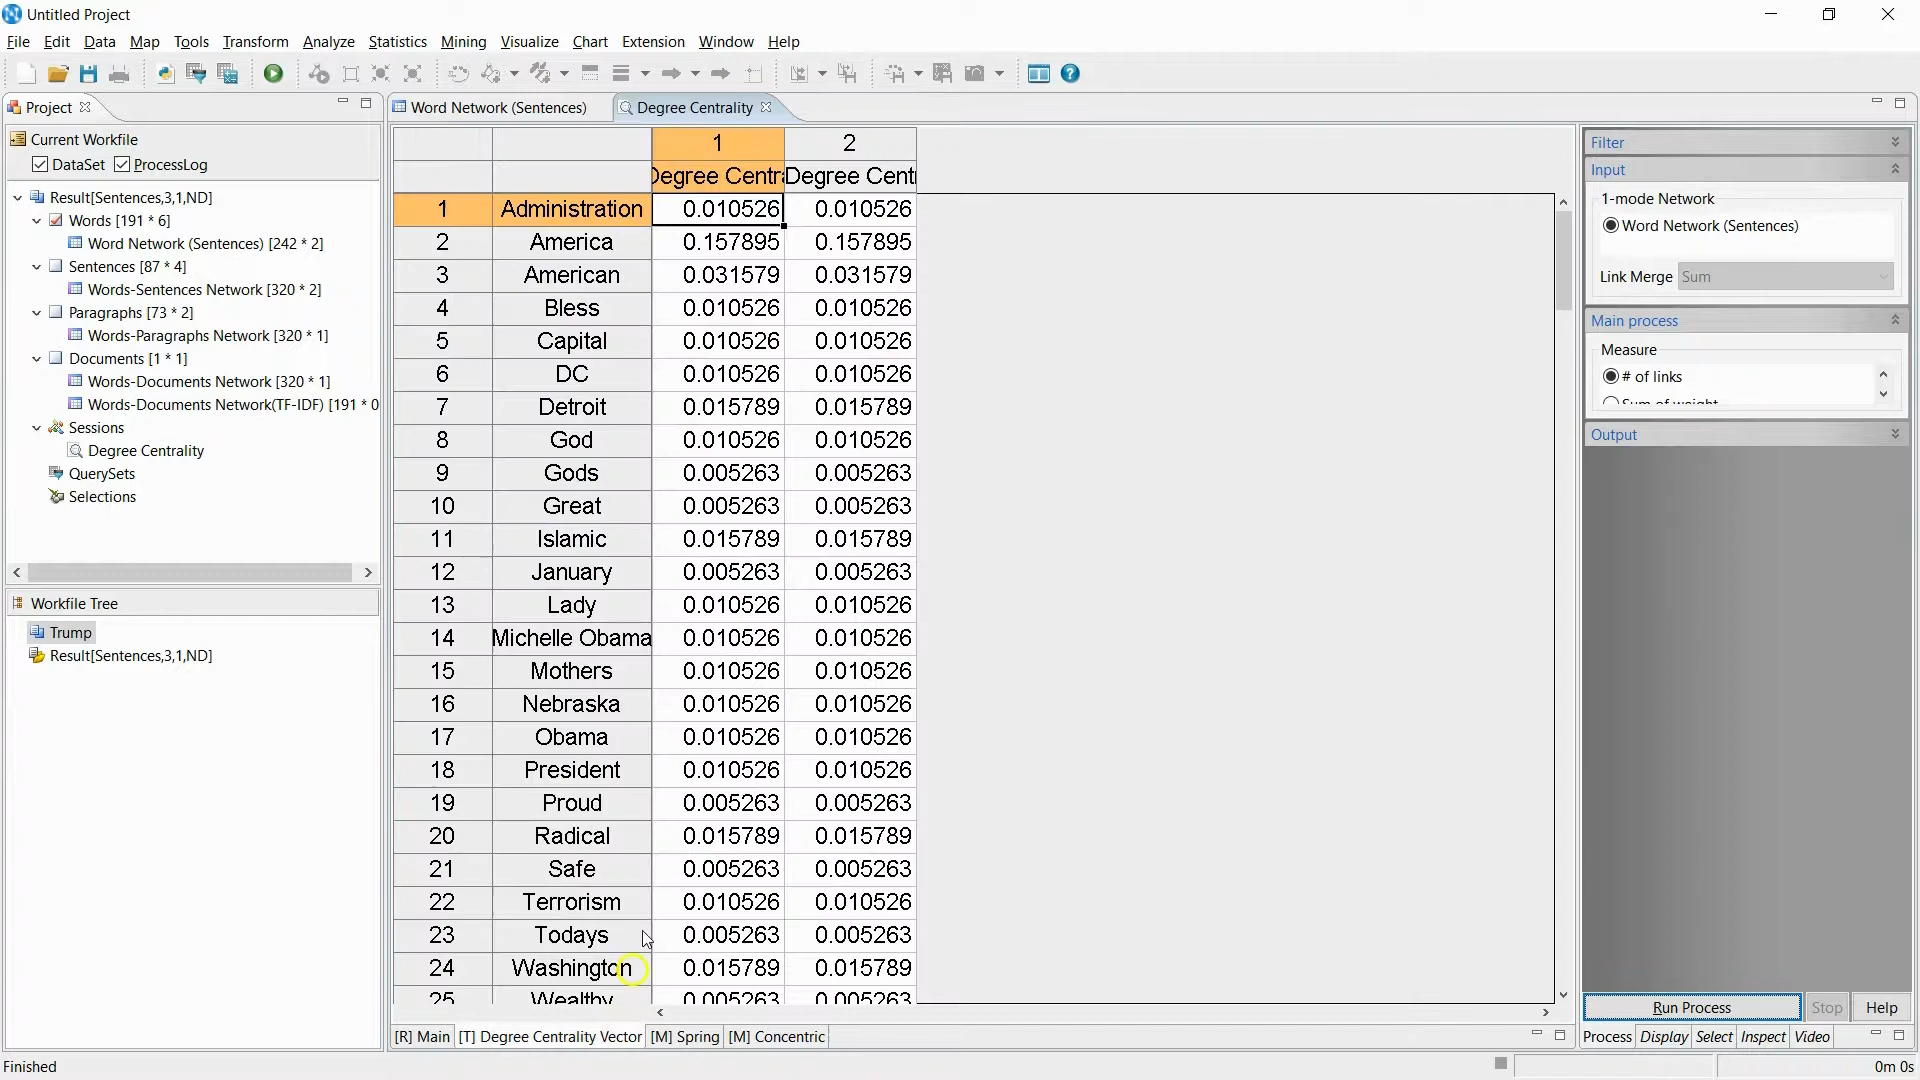 Untitled Project
File Edit Data Map Tools Transform Analyze Statistics Mining Visualize Chart Extension Window Help
Project
Current Workfile
DataSet ProcessLog
Result[Sentences,3,1,ND]
Words [191 * 6]
Word Network (Sentences) [242 * 2]
Sentences [87 * 4]
Words-Sentences Network [320 * 2]
Paragraphs [73 * 2]
Words-Paragraphs Network [320 * 1]
Documents [1 * 1]
Words-Documents Network [320 * 1]
Words-Documents Network(TF-IDF) [191 * 0
Sessions
Degree Centrality
QuerySets
Selections
Workfile Tree
Trump
Result[Sentences,3,1,ND]
Word Network (Sentences) Degree Centrality
1 2
Degree Centr Degree Centr
1 Administration 0.010526 0.010526
2 America 0.157895 0.157895
3 American 0.031579 0.031579
4 Bless 0.010526 0.010526
5 Capital 0.010526 0.010526
6 DC 0.010526 0.010526
7 Detroit 0.015789 0.015789
8 God 0.010526 0.010526
9 Gods 0.005263 0.005263
10 Great 0.005263 0.005263
11 Islamic 0.015789 0.015789
12 January 0.005263 0.005263
13 Lady 0.010526 0.010526
14 Michelle Obama 0.010526 0.010526
15 Mothers 0.010526 0.010526
16 Nebraska 0.010526 0.010526
17 Obama 0.010526 0.010526
18 President 0.010526 0.010526
19 Proud 0.005263 0.005263
20 Radical 0.015789 0.015789
21 Safe 0.005263 0.005263
22 Terrorism 0.010526 0.010526
23 Todays 0.005263 0.005263
24 Washington 0.015789 0.015789
25 Wealthy 0.005263 0.005263
[R] Main [T] Degree Centrality Vector [M] Spring [M] Concentric
Filter
Input
1-mode Network
Word Network (Sentences)
Link Merge Sum
Main process
Measure
# of links
Sum of weight
Output
Run Process Stop Help
Process Display Select Inspect Video
Finished
0m 0s